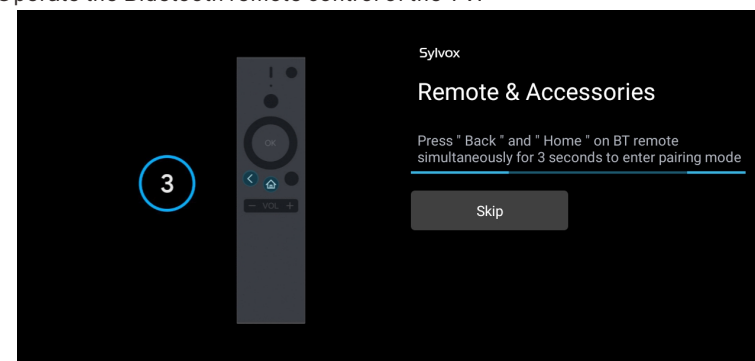 Operate the Bluetooth remote control of the TV.
Sylvox
Remote & Accessories
Press " Back " and " Home " on BT remote
simultaneously for 3 seconds to enter pairing mode
3
OK
- VOL +
Skip